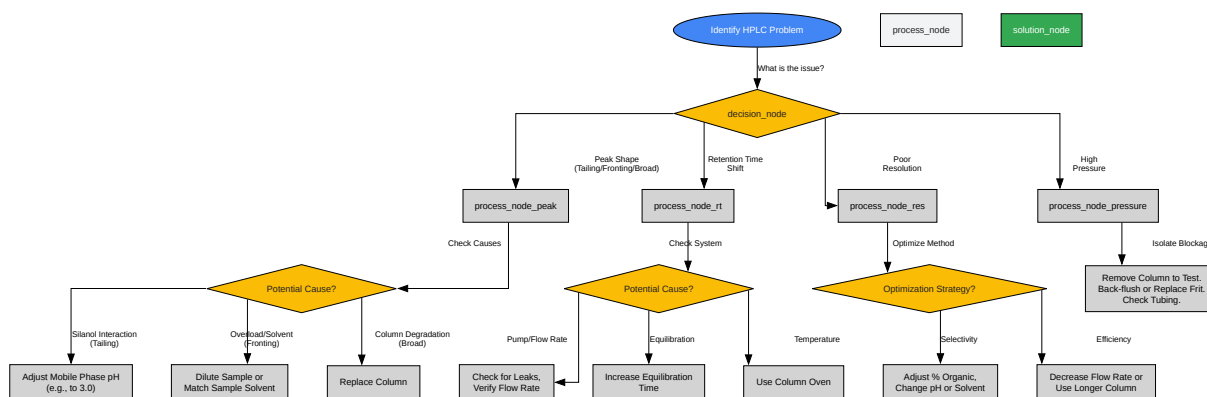 Identify HPLC Problem
process_node
solution_node
What is the issue?
decision_node
Peak Shape
(Tailing/Fronting/Broad)
Retention Time
Shift
Poor
Resolution
High
Pressure
process_node_peak
process_node_rt
process_node_res
process_node_pressure
Check Causes
Check System
Optimize Method
Isolate Blockag
Potential Cause?
Potential Cause?
Optimization Strategy?
Remove Column to Test.
Back-flush or Replace Frit.
Check Tubing.
Silanol Interaction
(Tailing)
Overload/Solvent
(Fronting)
Column Degradation
(Broad)
Pump/Flow Rate
Equilibration
Temperature
Selectivity
Efficiency
Adjust Mobile Phase pH
(e.g., to 3.0)
Dilute Sample or
Match Sample Solvent
Replace Column
Check for Leaks,
Verify Flow Rate
Increase Equilibration
Time
Use Column Oven
Adjust % Organic,
Change pH or Solvent
Decrease Flow Rate or
Use Longer Column